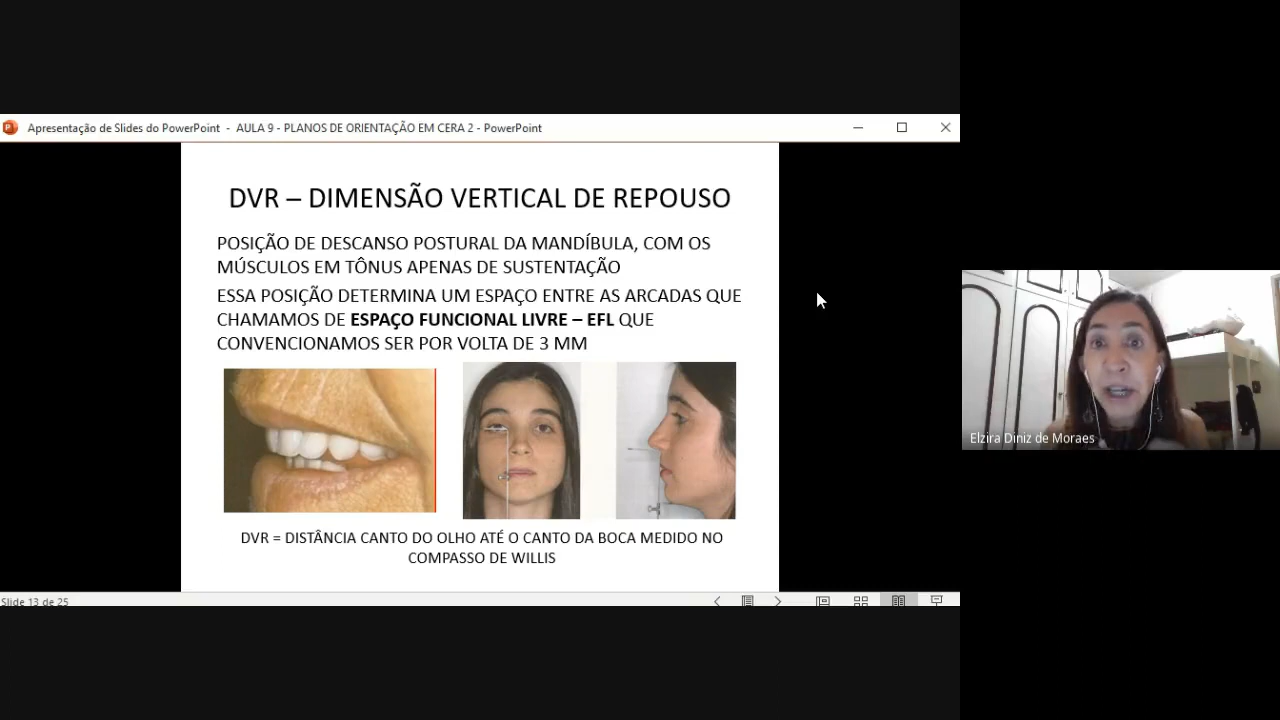 Apresentação de Slides do PowerPoint - AULA 9 - PLANOS DE ORIENTAÇÃO EM CERA 2 - PowerPoint
DVR – DIMENSÃO VERTICAL DE REPOUSO
POSIÇÃO DE DESCANSO POSTURAL DA MANDÍBULA, COM OS
MÚSCULOS EM TÔNUS APENAS DE SUSTENTAÇÃO
ESSA POSIÇÃO DETERMINA UM ESPAÇO ENTRE AS ARCADAS QUE
CHAMAMOS DE ESPAÇO FUNCIONAL LIVRE – EFL QUE
CONVENCIONAMOS SER POR VOLTA DE 3 MM
DVR = DISTÂNCIA CANTO DO OLHO ATÉ O CANTO DA BOCA MEDIDO NO
COMPASSO DE WILLIS
Slide 13 de 25
Elzira Diniz de Moraes